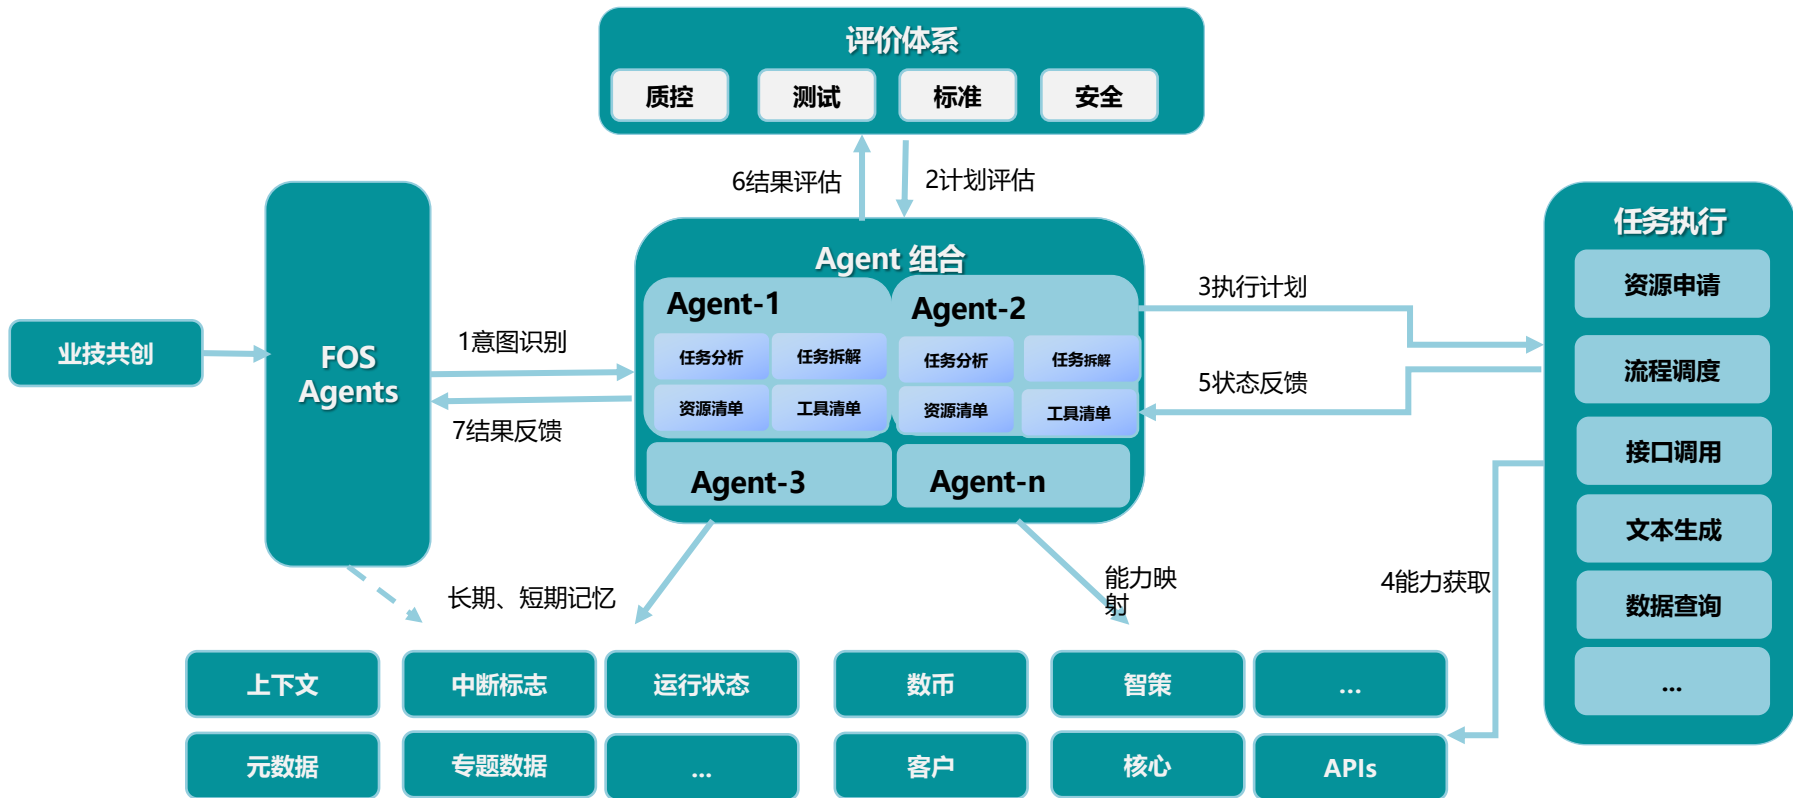 评价体系
质控
测试
标准
安全
6结果评估
2计划评估
业技共创
FOS
Agents
1意图识别
7结果反馈
Agent 组合
Agent-1
任务分析
任务拆解
资源清单
工具清单
Agent-2
任务分析
任务拆解
资源清单
工具清单
Agent-3
Agent-n
3执行计划
5状态反馈
4能力获取
任务执行
资源申请
流程调度
接口调用
文本生成
数据查询
...
长期、短期记忆
能力映
射
上下文
中断标志
运行状态
数币
智策
...
元数据
专题数据
...
客户
核心
APIs